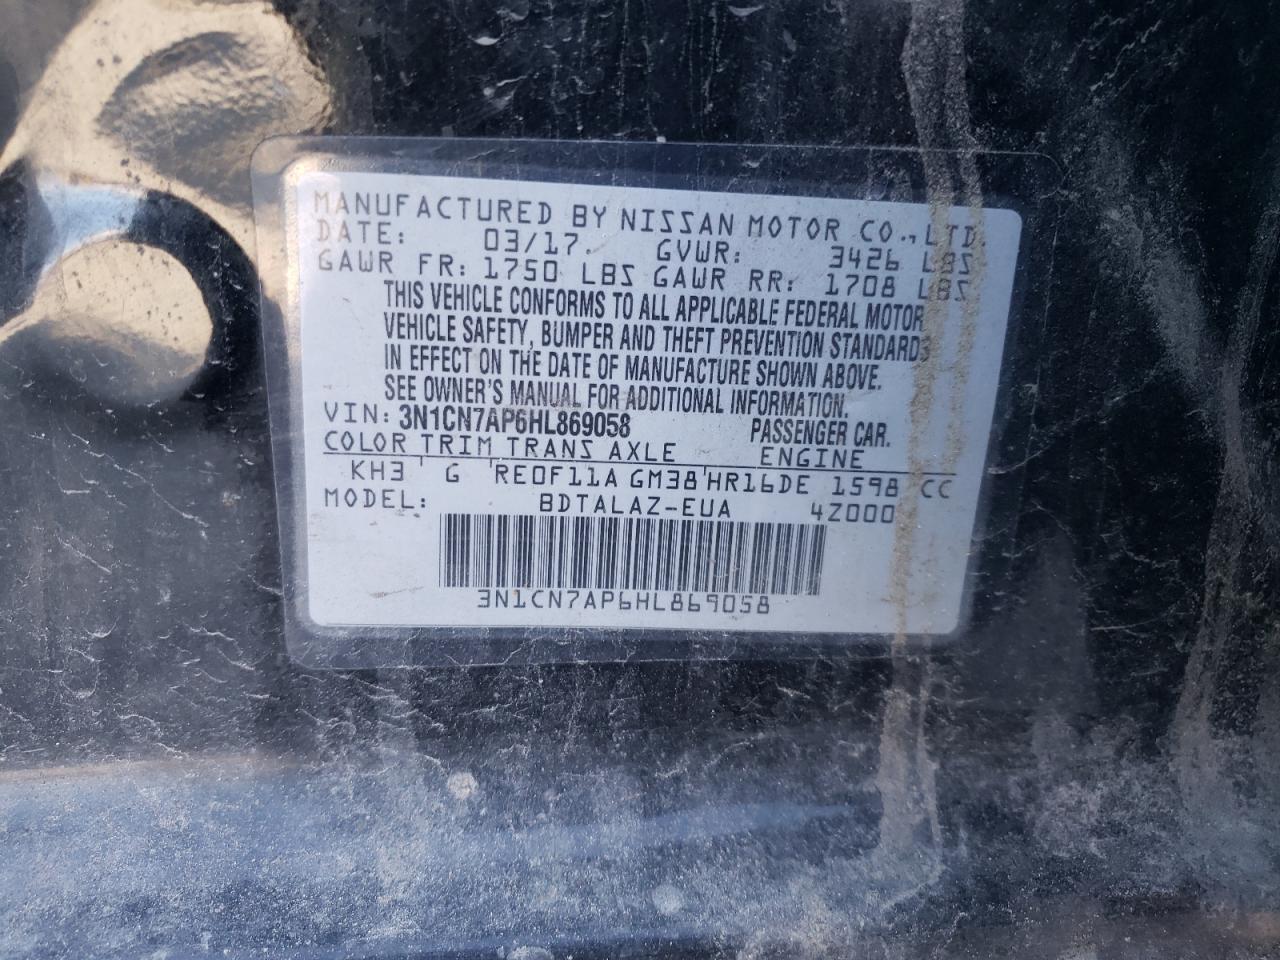 MANUFACTURED BY NISSAN MOTOR CO., LTD.
DATE: 03/17 GVWR: 3426 LBS
GAWR FR: 1750 LBS GAWR RR: 1708 LBS
THIS VEHICLE CONFORMS TO ALL APPLICABLE FEDERAL MOTOR
VEHICLE SAFETY, BUMPER AND THEFT PREVENTION STANDARDS
IN EFFECT ON THE DATE OF MANUFACTURE SHOWN ABOVE.
SEE OWNER'S MANUAL FOR ADDITIONAL INFORMATION.
VIN: 3N1CN7AP6HL869058 PASSENGER CAR.
COLOR TRIM TRANS AXLE ENGINE
KH3 G RE0F11A GM38 HR16DE 1598 CC
MODEL: BDTALAZ-EUA 4Z000
3N1CN7AP6HL869058